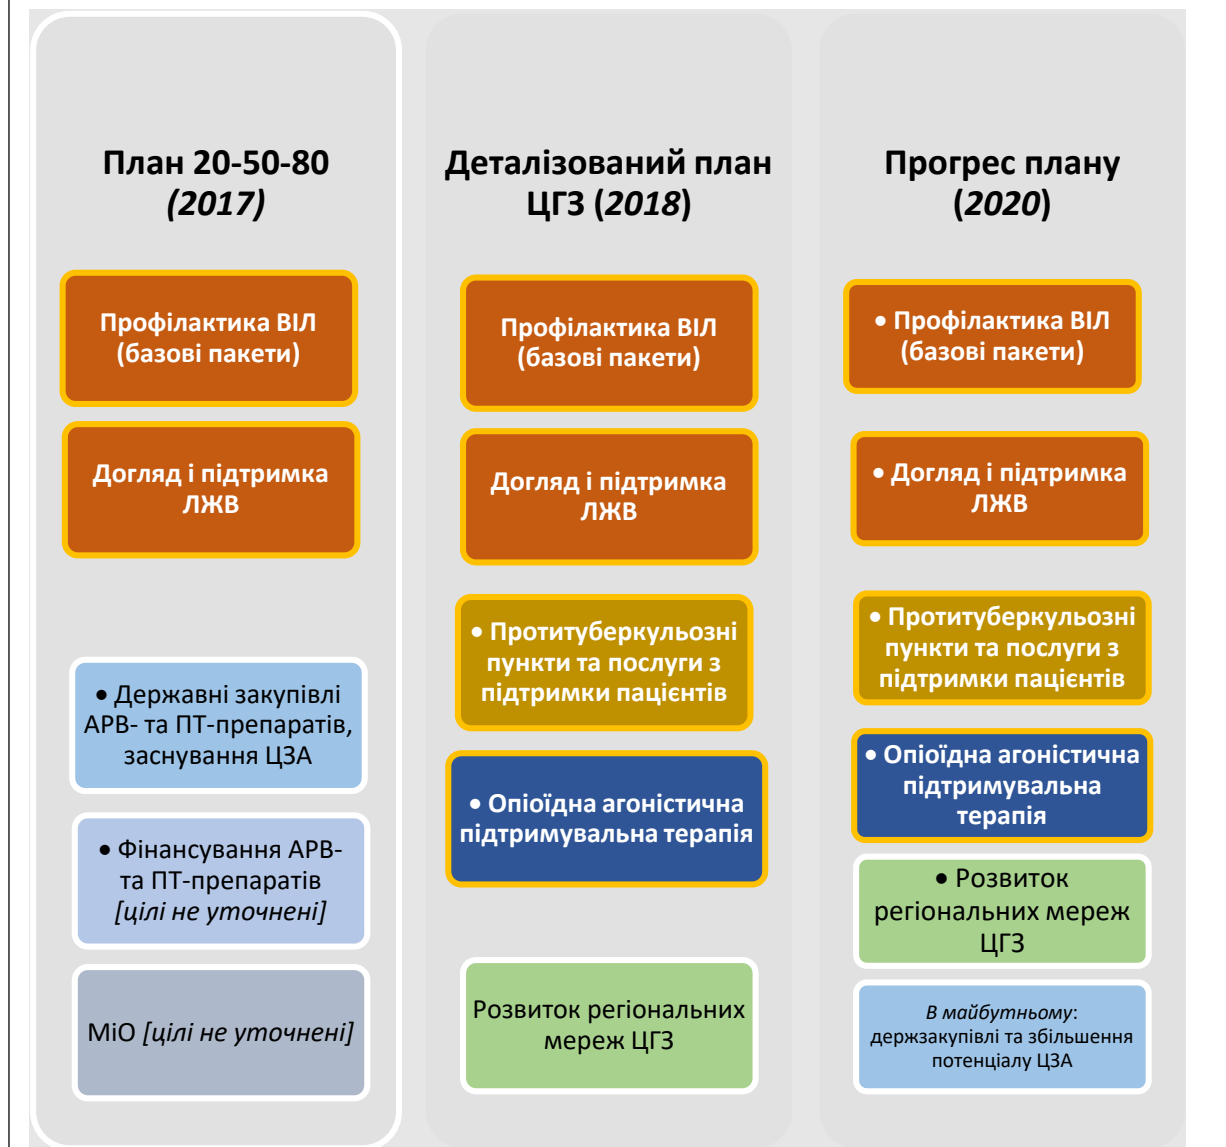 План 20-50-80
(2017)
Профілактика ВІЛ
(базові пакети)
Догляд і підтримка
ЛЖВ
• Державні закупівлі
АРВ- та ПТ-препаратів,
заснування ЦЗА
• Фінансування АРВ-
та ПТ-препаратів
[цілі не уточнені]
МіО [цілі не уточнені]
Деталізований план
ЦГЗ (2018)
Профілактика ВІЛ
(базові пакети)
Догляд і підтримка
ЛЖВ
• Протитуберкульозні
пункти та послуги з
підтримки пацієнтів
• Опіоїдна агоністична
підтримувальна терапія
Розвиток регіональних
мереж ЦГЗ
Прогрес плану
(2020)
• Профілактика ВІЛ
(базові пакети)
• Догляд і підтримка
ЛЖВ
• Протитуберкульозні
пункти та послуги з
підтримки пацієнтів
• Опіоїдна агоністична
підтримувальна
терапія
• Розвиток
регіональних мереж
ЦГЗ
В майбутньому:
держзакупівлі та збільшення
потенціалу ЦЗА